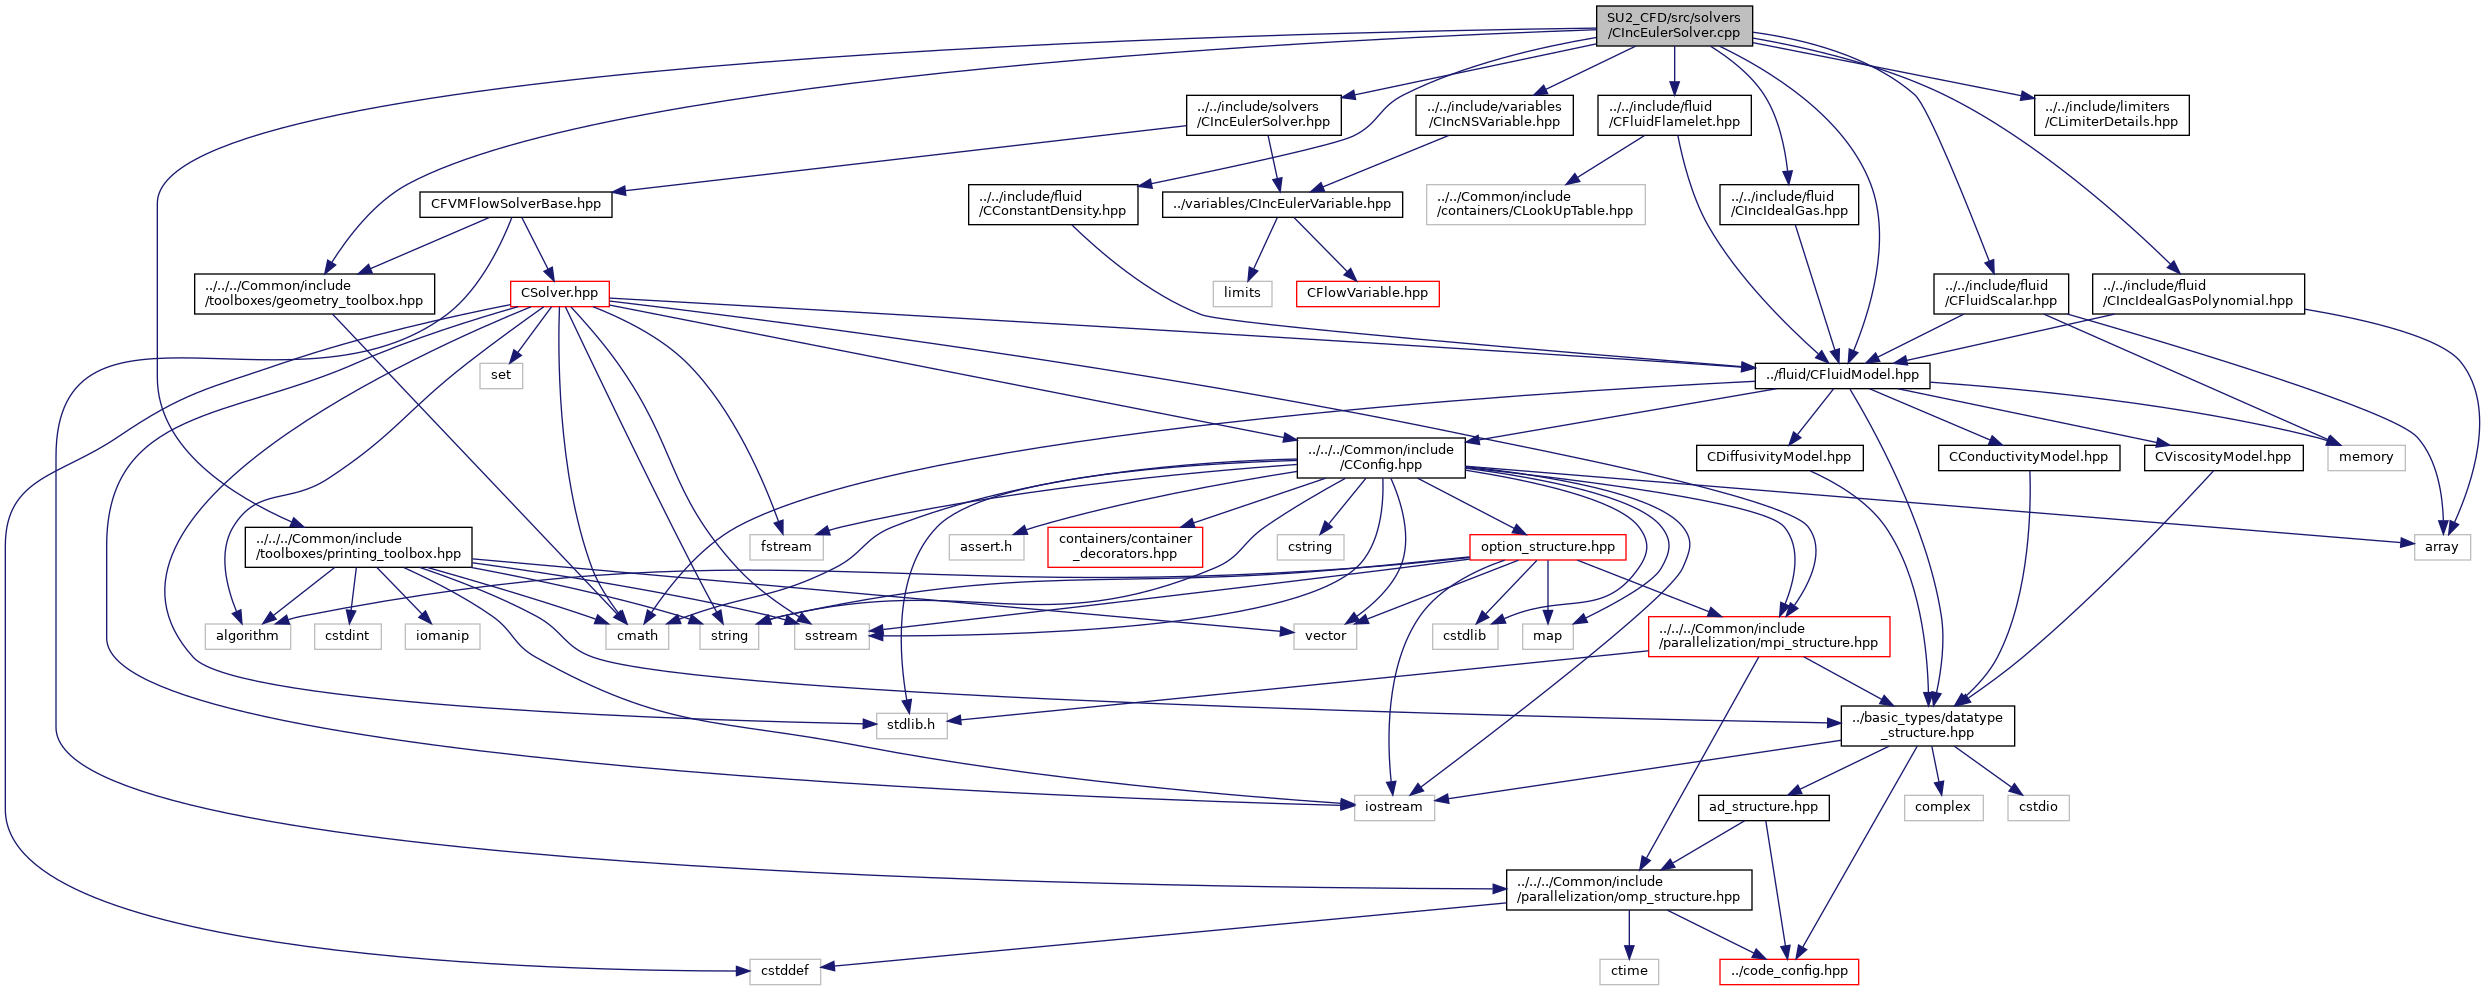 SU2_CFD/src/solvers
/CIncEulerSolver.cpp
../../include/solvers
/CIncEulerSolver.hpp
../../include/variables
/CIncNSVariable.hpp
../../include/fluid
/CFluidFlamelet.hpp
../../include/limiters
/CLimiterDetails.hpp
CFVMFlowSolverBase.hpp
../../include/fluid
/CConstantDensity.hpp
../variables/CIncEulerVariable.hpp
../../Common/include
/containers/CLookUpTable.hpp
../../include/fluid
/CIncIdealGas.hpp
../../../Common/include
/toolboxes/geometry_toolbox.hpp
CSolver.hpp
limits
CFlowVariable.hpp
../../include/fluid
/CFluidScalar.hpp
../../include/fluid
/CIncIdealGasPolynomial.hpp
set
../fluid/CFluidModel.hpp
../../../Common/include
/CConfig.hpp
CDiffusivityModel.hpp
CConductivityModel.hpp
CViscosityModel.hpp
memory
../../../Common/include
/toolboxes/printing_toolbox.hpp
fstream
assert.h
containers/container
_decorators.hpp
cstring
option_structure.hpp
array
algorithm
cstdint
iomanip
cmath
string
sstream
vector
cstdlib
map
../../../Common/include
/parallelization/mpi_structure.hpp
stdlib.h
../basic_types/datatype
_structure.hpp
iostream
ad_structure.hpp
complex
cstdio
../../../Common/include
/parallelization/omp_structure.hpp
cstddef
ctime
../code_config.hpp